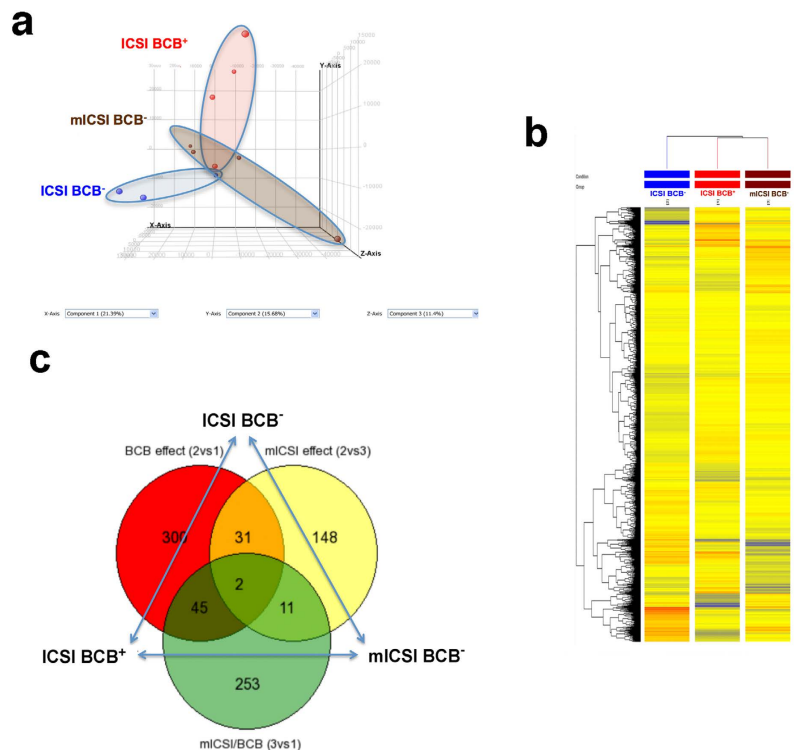 a
ICSI BCB⁺
mICSI BCB⁻
ICSI BCB⁻
Y-Axis
X-Axis
Z-Axis
X-Axis Component 1 (21.39%) Y-Axis Component 2 (15.68%) Z-Axis Component 3 (11.4%)
b
ICSI BCB⁻ ICSI BCB⁺ mICSI BCB⁻
c
ICSI BCB⁻
BCB effect (2vs1) mICSI effect (2vs3)
300 31 148
2
45 11
ICSI BCB⁺ mICSI BCB⁻
253
mICSI/BCB (3vs1)